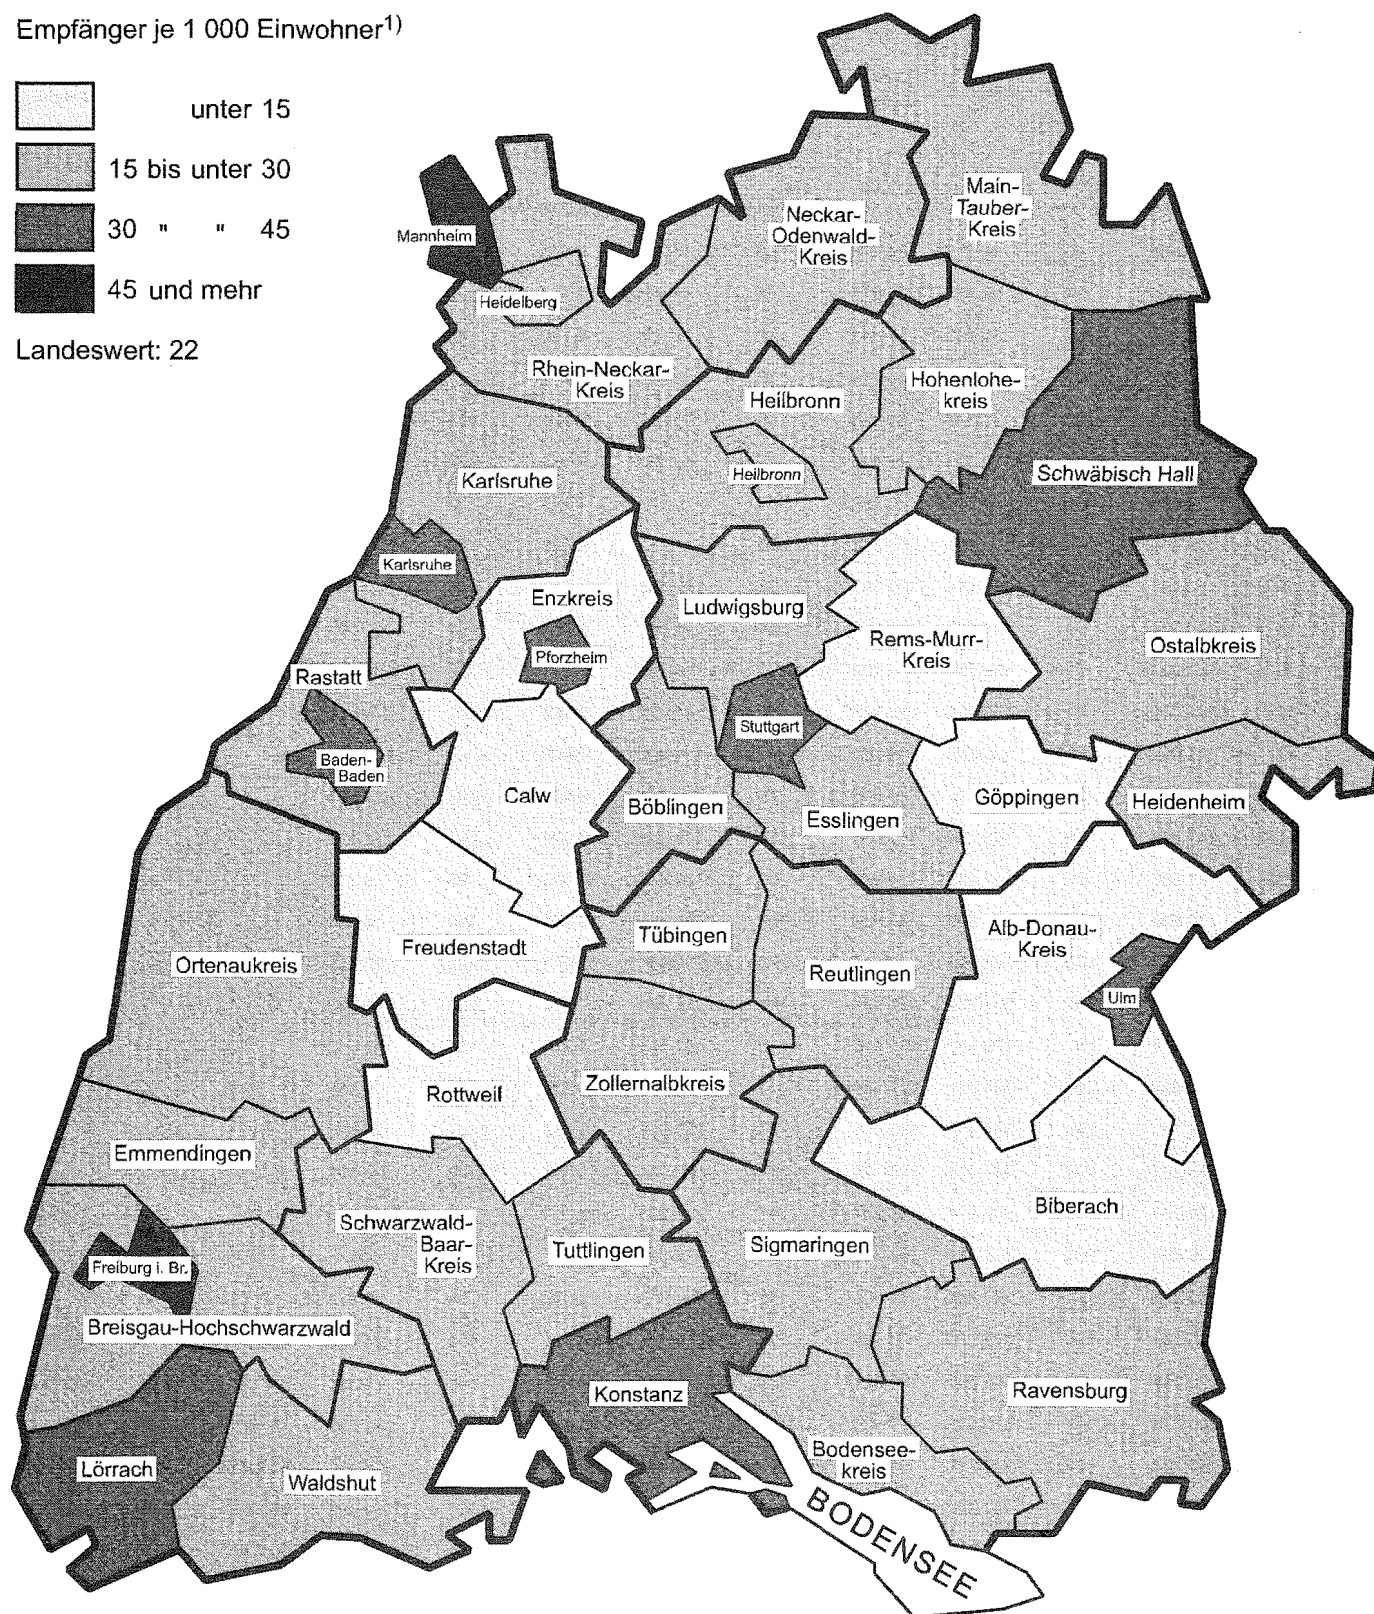 Empfänger je 1 000 Einwohner1)
unter 15
15 bis unter 30
30 " " 45
45 und mehr
Landeswert: 22
Main-
Tauber-
Kreis
Neckar-
Odenwald-
Kreis
Mannheim
Heidelberg
Rhein-Neckar-
Kreis
Heilbronn
Hohenlohe-
kreis
Heilbronn
Schwäbisch Hall
Karlsruhe
Karlsruhe
Enzkreis
Ludwigsburg
Rems-Murr-
Kreis
Ostalbkreis
Pforzheim
Rastatt
Stuttgart
Baden-
Baden
Calw
Böblingen
Esslingen
Göppingen
Heidenheim
Freudenstadt
Tübingen
Alb-Donau-
Kreis
Ortenaukreis
Reutlingen
Ulm
Rottweil
Zollernalbkreis
Emmendingen
Biberach
Schwarzwald-
Baar-
Kreis
Tuttlingen
Sigmaringen
Freiburg i. Br.
Breisgau-Hochschwarzwald
Konstanz
Ravensburg
Lörrach
Waldshut
Bodensee-
kreis
BODENSEE